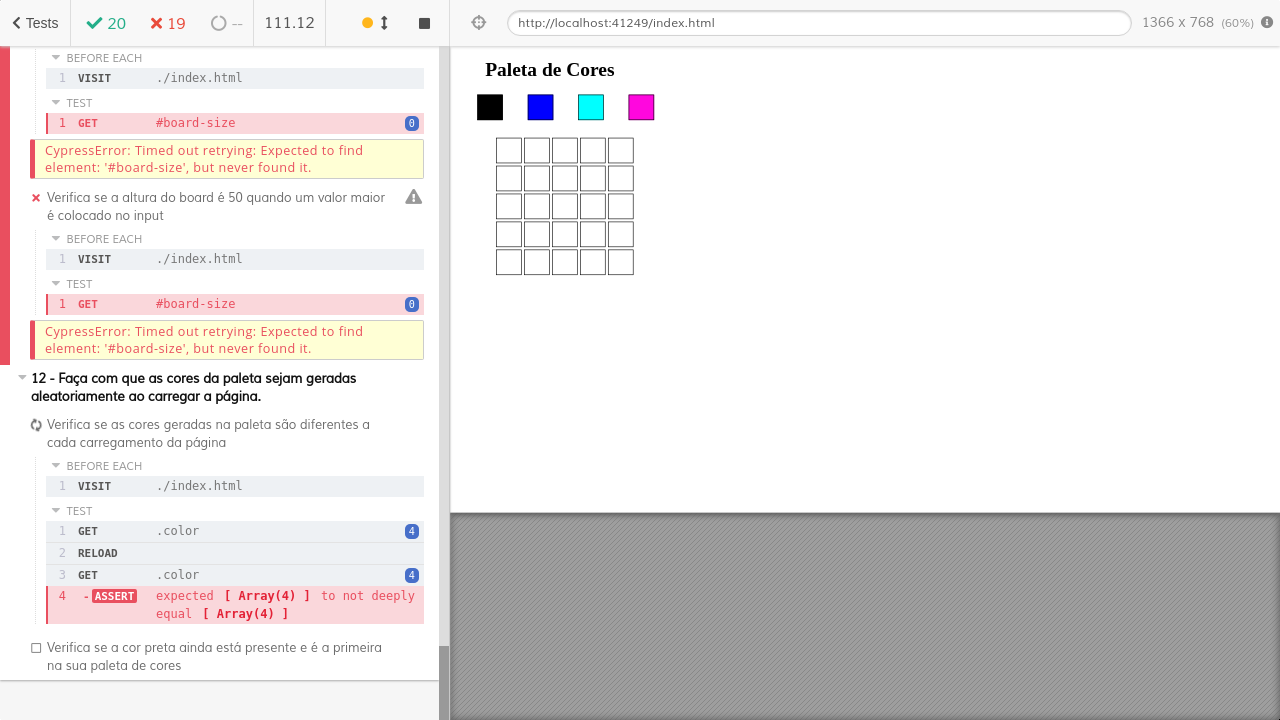 Tests
20
19
--
111.12
http://localhost:41249/index.html
1366 x 768 (60%)
BEFORE EACH
1 VISIT ./index.html
TEST
1 GET #board-size 0
CypressError: Timed out retrying: Expected to find
element: '#board-size', but never found it.
Verifica se a altura do board é 50 quando um valor maior
é colocado no input
BEFORE EACH
1 VISIT ./index.html
TEST
1 GET #board-size 0
CypressError: Timed out retrying: Expected to find
element: '#board-size', but never found it.
12 - Faça com que as cores da paleta sejam geradas
aleatoriamente ao carregar a página.
Verifica se as cores geradas na paleta são diferentes a
cada carregamento da página
BEFORE EACH
1 VISIT ./index.html
TEST
1 GET .color 4
2 RELOAD
3 GET .color 4
4 -ASSERT expected [ Array(4) ] to not deeply
equal [ Array(4) ]
Verifica se a cor preta ainda está presente e é a primeira
na sua paleta de cores
Paleta de Cores